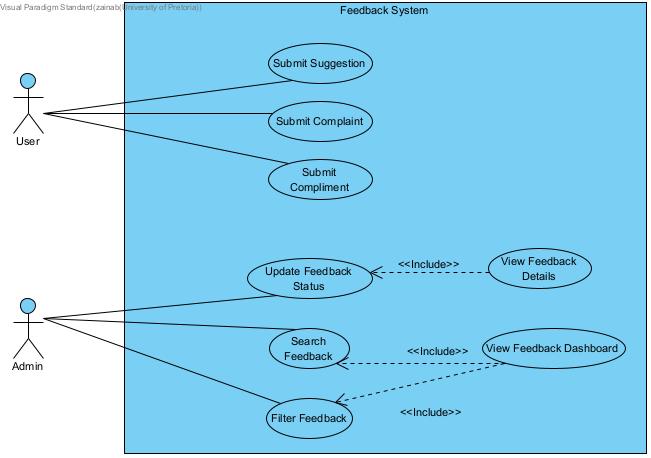 Visual Paradigm Standard(zainab(University of Pretoria))
Feedback System
Submit Suggestion
User
Submit Complaint
Submit
Compliment
Update Feedback
Status
<<Include>>
View Feedback
Details
Admin
Search
Feedback
<<Include>>
View Feedback Dashboard
Filter Feedback
<<Include>>